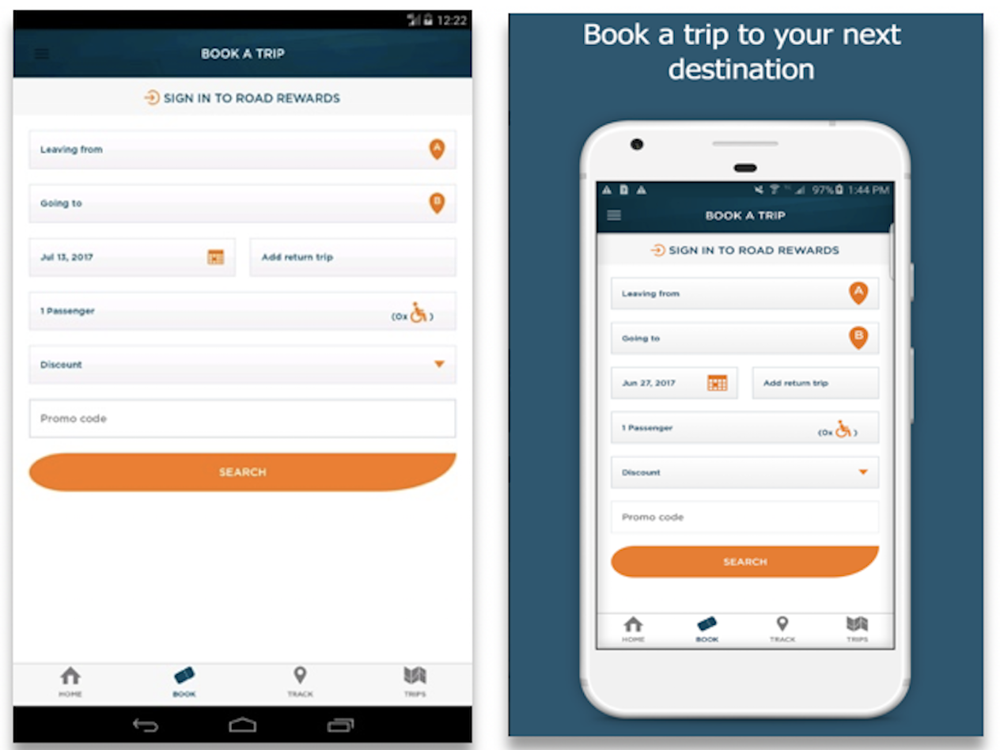 12:22
BOOK A TRIP
SIGN IN TO ROAD REWARDS
Leaving from
A
Going to
B
Jul 13, 2017
Add return trip
1 Passenger
(0x )
Discount
Promo code
SEARCH
HOME
BOOK
TRACK
TRIPS
Book a trip to your next
destination
97% 1:44 PM
BOOK A TRIP
SIGN IN TO ROAD REWARDS
Leaving from
A
Going to
B
Jun 27, 2017
Add return trip
1 Passenger
(0x )
Discount
Promo code
SEARCH
HOME
BOOK
TRACK
TRIPS